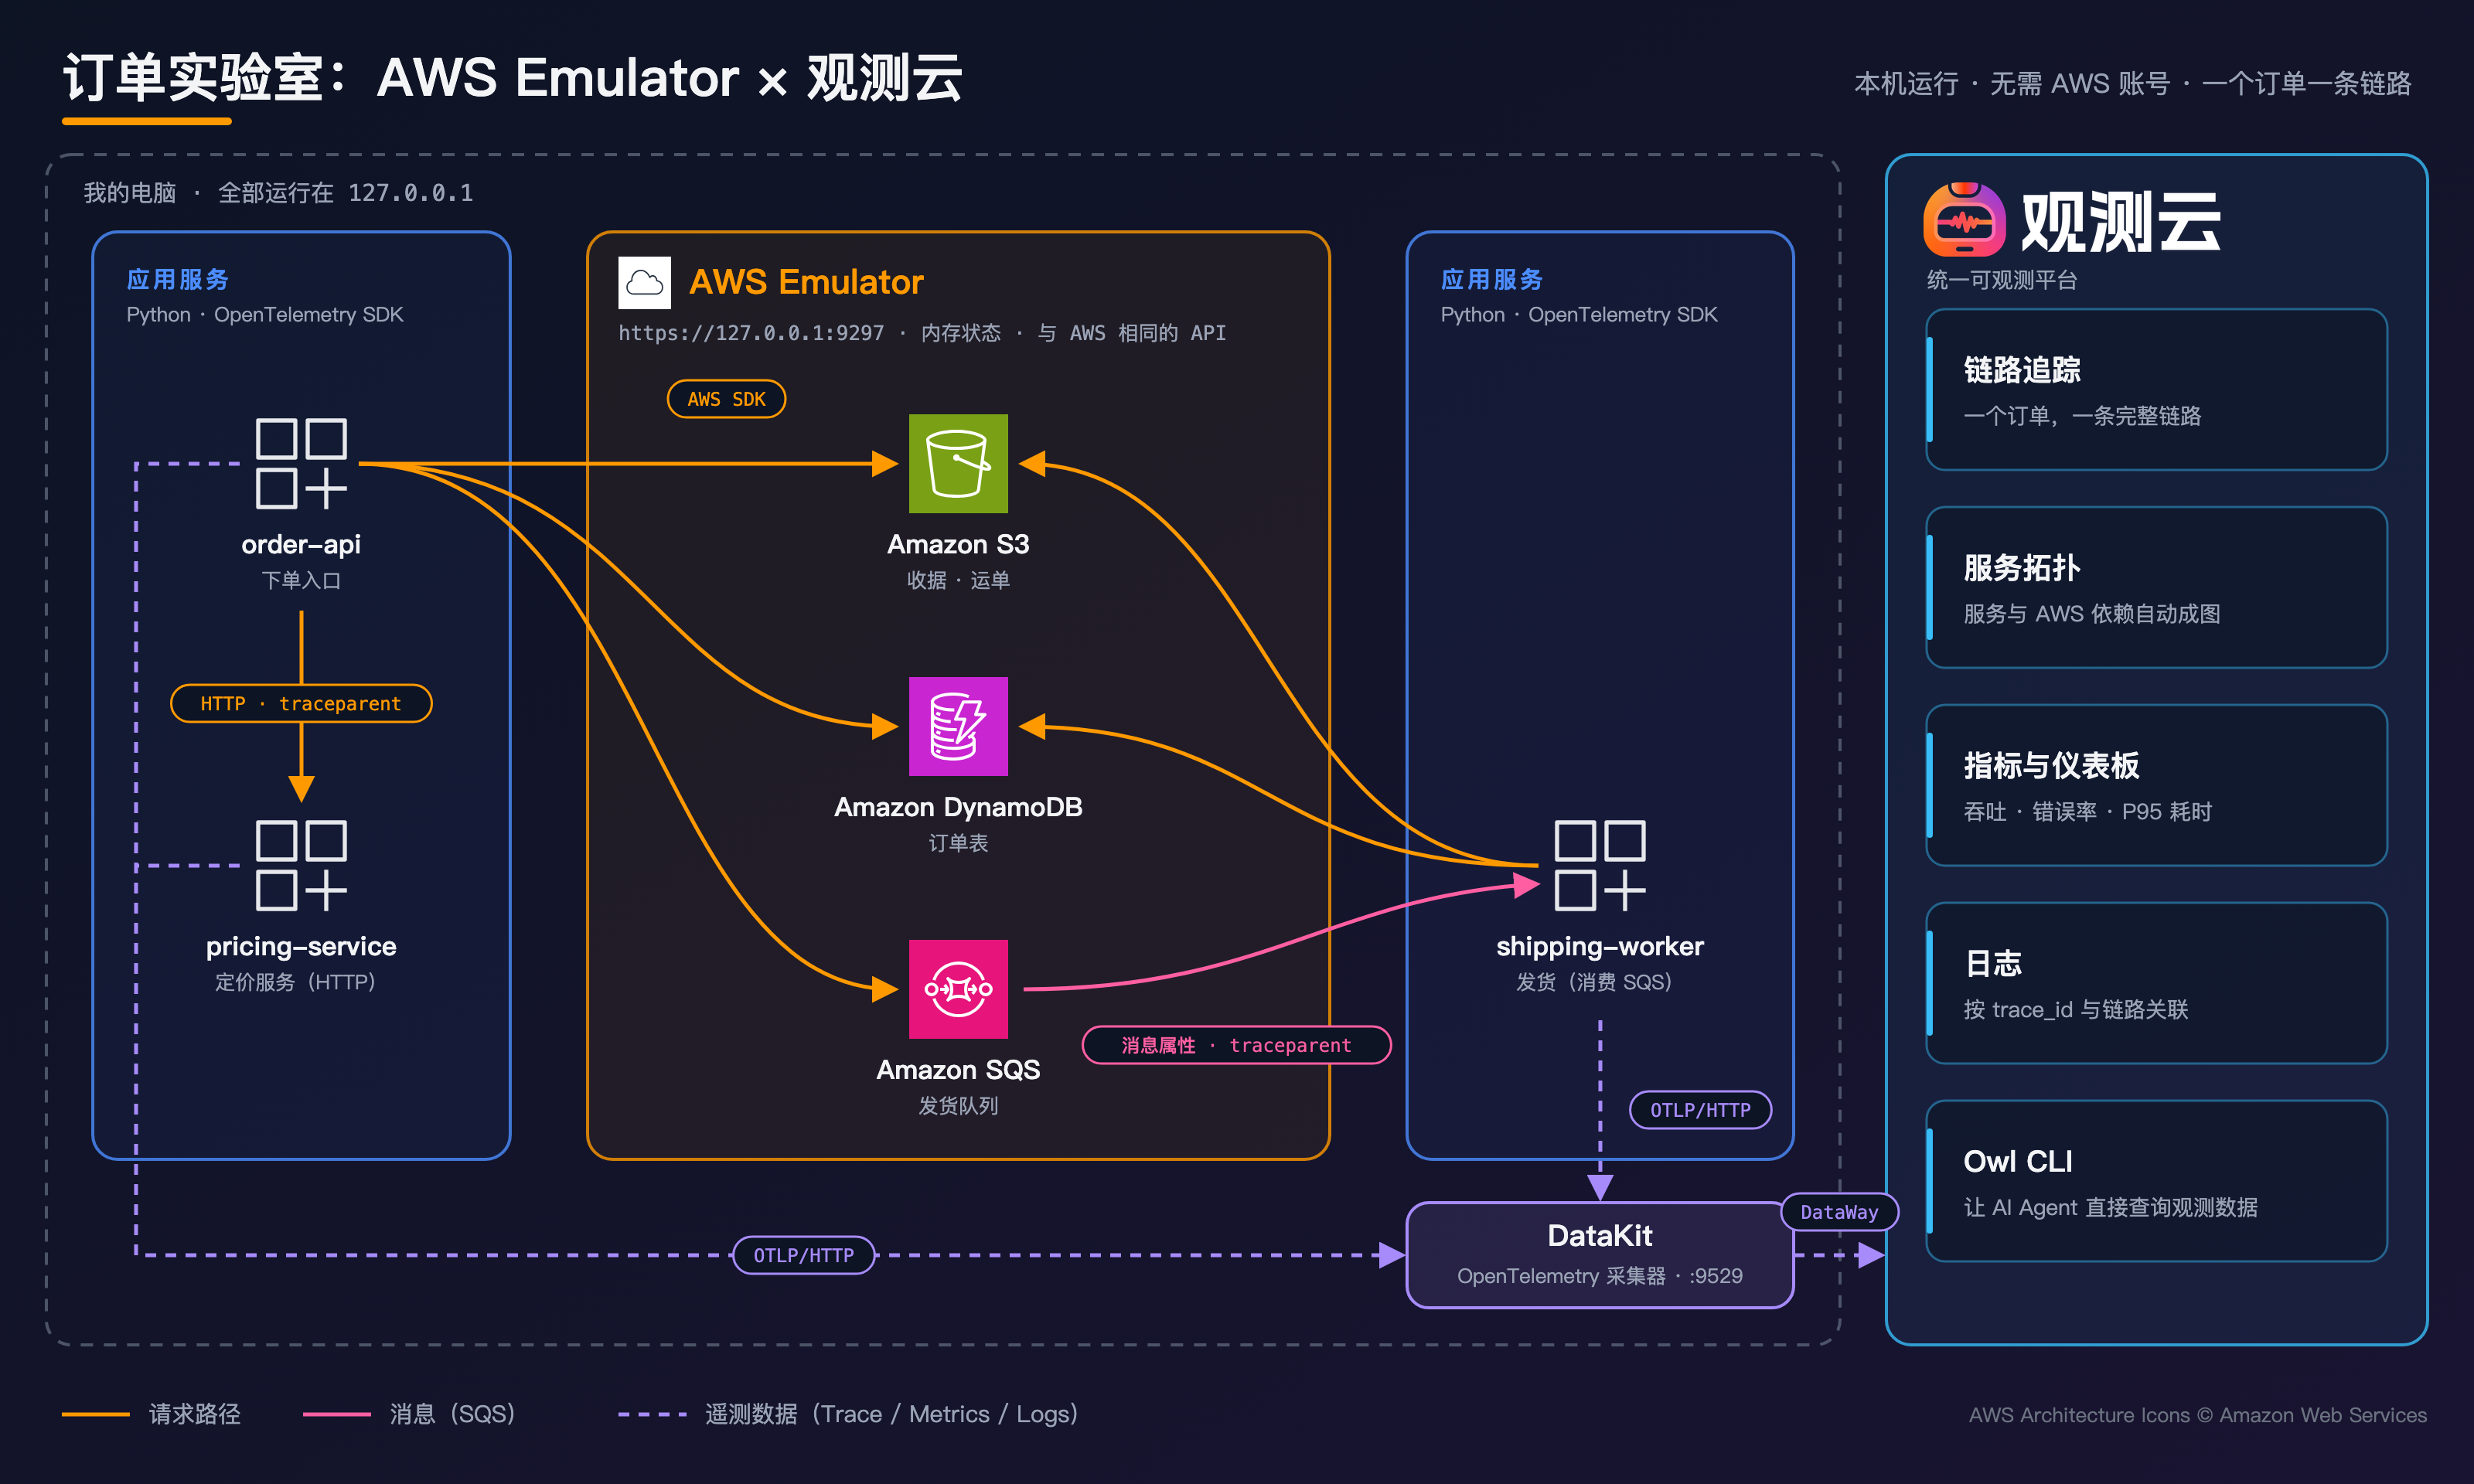 订单实验室：AWS Emulator × 观测云
本机运行 · 无需 AWS 账号 · 一个订单一条链路
我的电脑 · 全部运行在 127.0.0.1
应用服务
Python · OpenTelemetry SDK
order-api
下单入口
HTTP · traceparent
pricing-service
定价服务（HTTP）
AWS Emulator
https://127.0.0.1:9297 · 内存状态 · 与 AWS 相同的 API
AWS SDK
Amazon S3
收据 · 运单
Amazon DynamoDB
订单表
Amazon SQS
发货队列
消息属性 · traceparent
应用服务
Python · OpenTelemetry SDK
shipping-worker
发货（消费 SQS）
OTLP/HTTP
OTLP/HTTP
DataKit
OpenTelemetry 采集器 · :9529
DataWay
观测云
统一可观测平台
链路追踪
一个订单，一条完整链路
服务拓扑
服务与 AWS 依赖自动成图
指标与仪表板
吞吐 · 错误率 · P95 耗时
日志
按 trace_id 与链路关联
Owl CLI
让 AI Agent 直接查询观测数据
请求路径
消息（SQS）
遥测数据（Trace / Metrics / Logs）
AWS Architecture Icons © Amazon Web Services